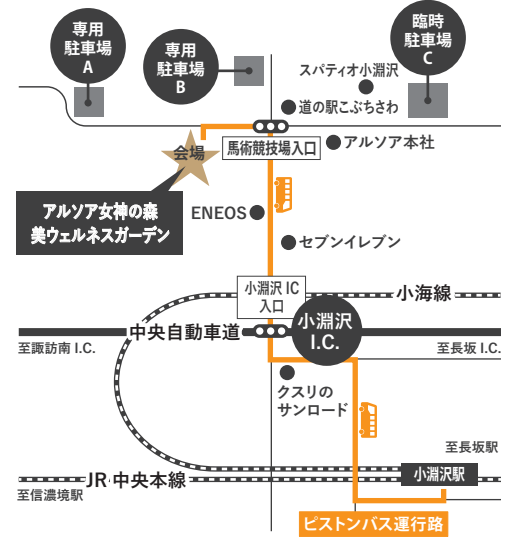 専用
駐車場
A
専用
駐車場
B
臨時
駐車場
C
スパティオ小淵沢
道の駅こぶちさわ
会場
馬術競技場入口
アルソア本社
アルソア女神の森
美ウェルネスガーデン
ENEOS
セブンイレブン
小淵沢 IC
入口
小海線
中央自動車道
小淵沢
I.C.
至諏訪南 I.C.
至長坂 I.C.
クスリの
サンロード
至長坂駅
小淵沢駅
JR 中央本線
至信濃境駅
ピストンバス運行路